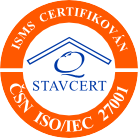 ISMS CERTIFIKOVÁN
STAVCERT
ČSN ISO/IEC 27001